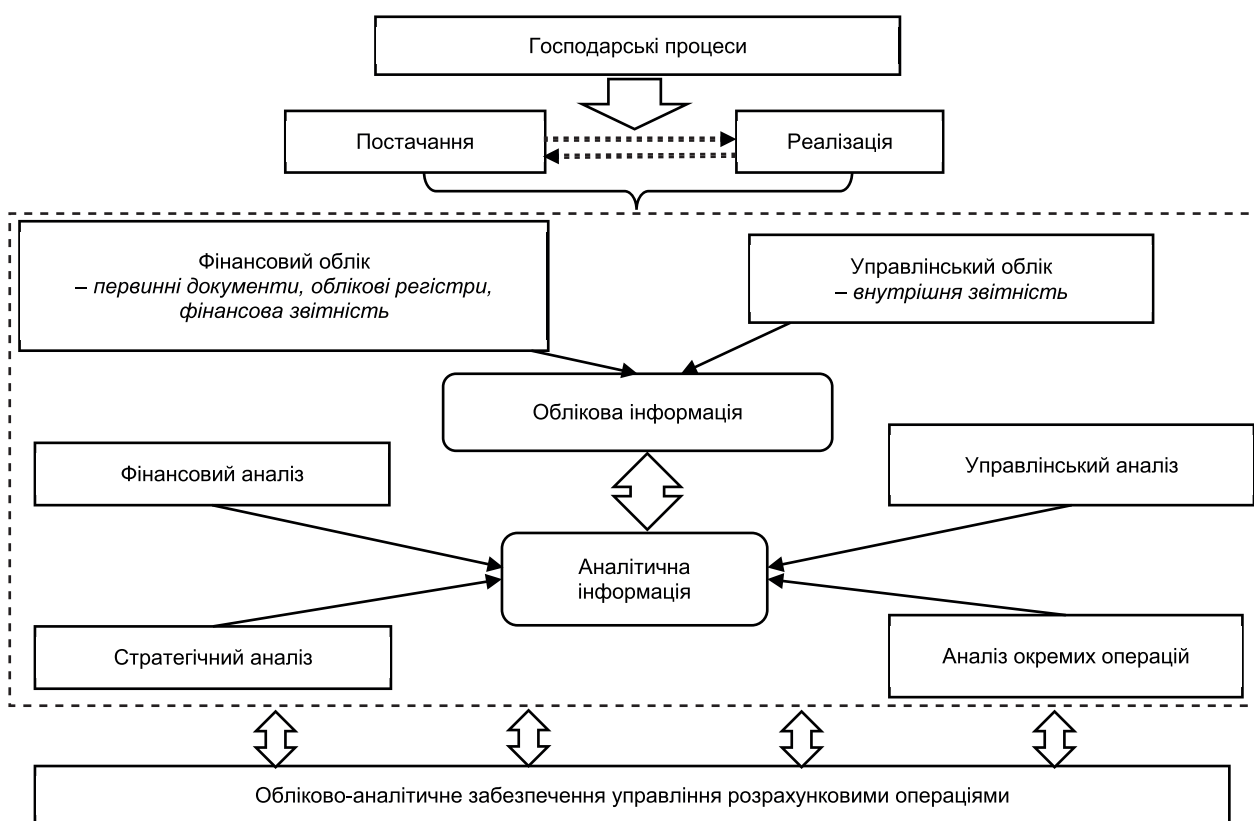 Господарські процеси
Постачання
Реалізація
Фінансовий облік
– первинні документи, облікові регістри,
фінансова звітність
Управлінський облік
– внутрішня звітність
Облікова інформація
Фінансовий аналіз
Управлінський аналіз
Аналітична
інформація
Стратегічний аналіз
Аналіз окремих операцій
Обліково-аналітичне забезпечення управління розрахунковими операціями